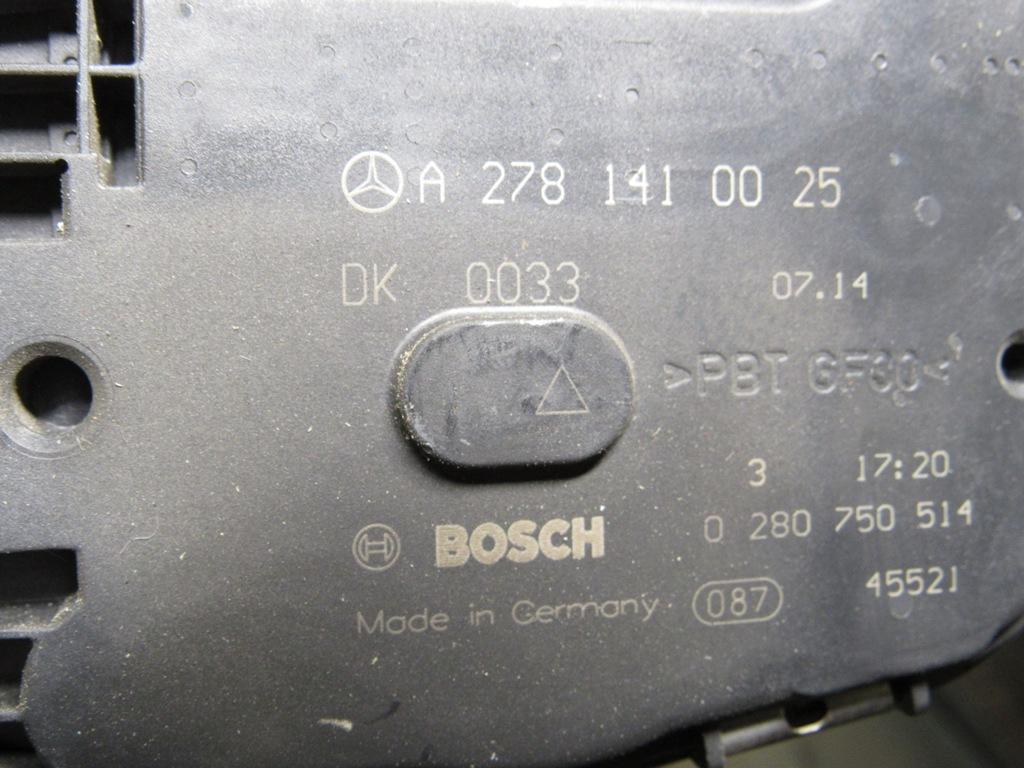 A 278 141 00 25
DK 0033 07.14
>PBT GF30<
3 17:20
BOSCH 0 280 750 514
45521
Made in Germany 087